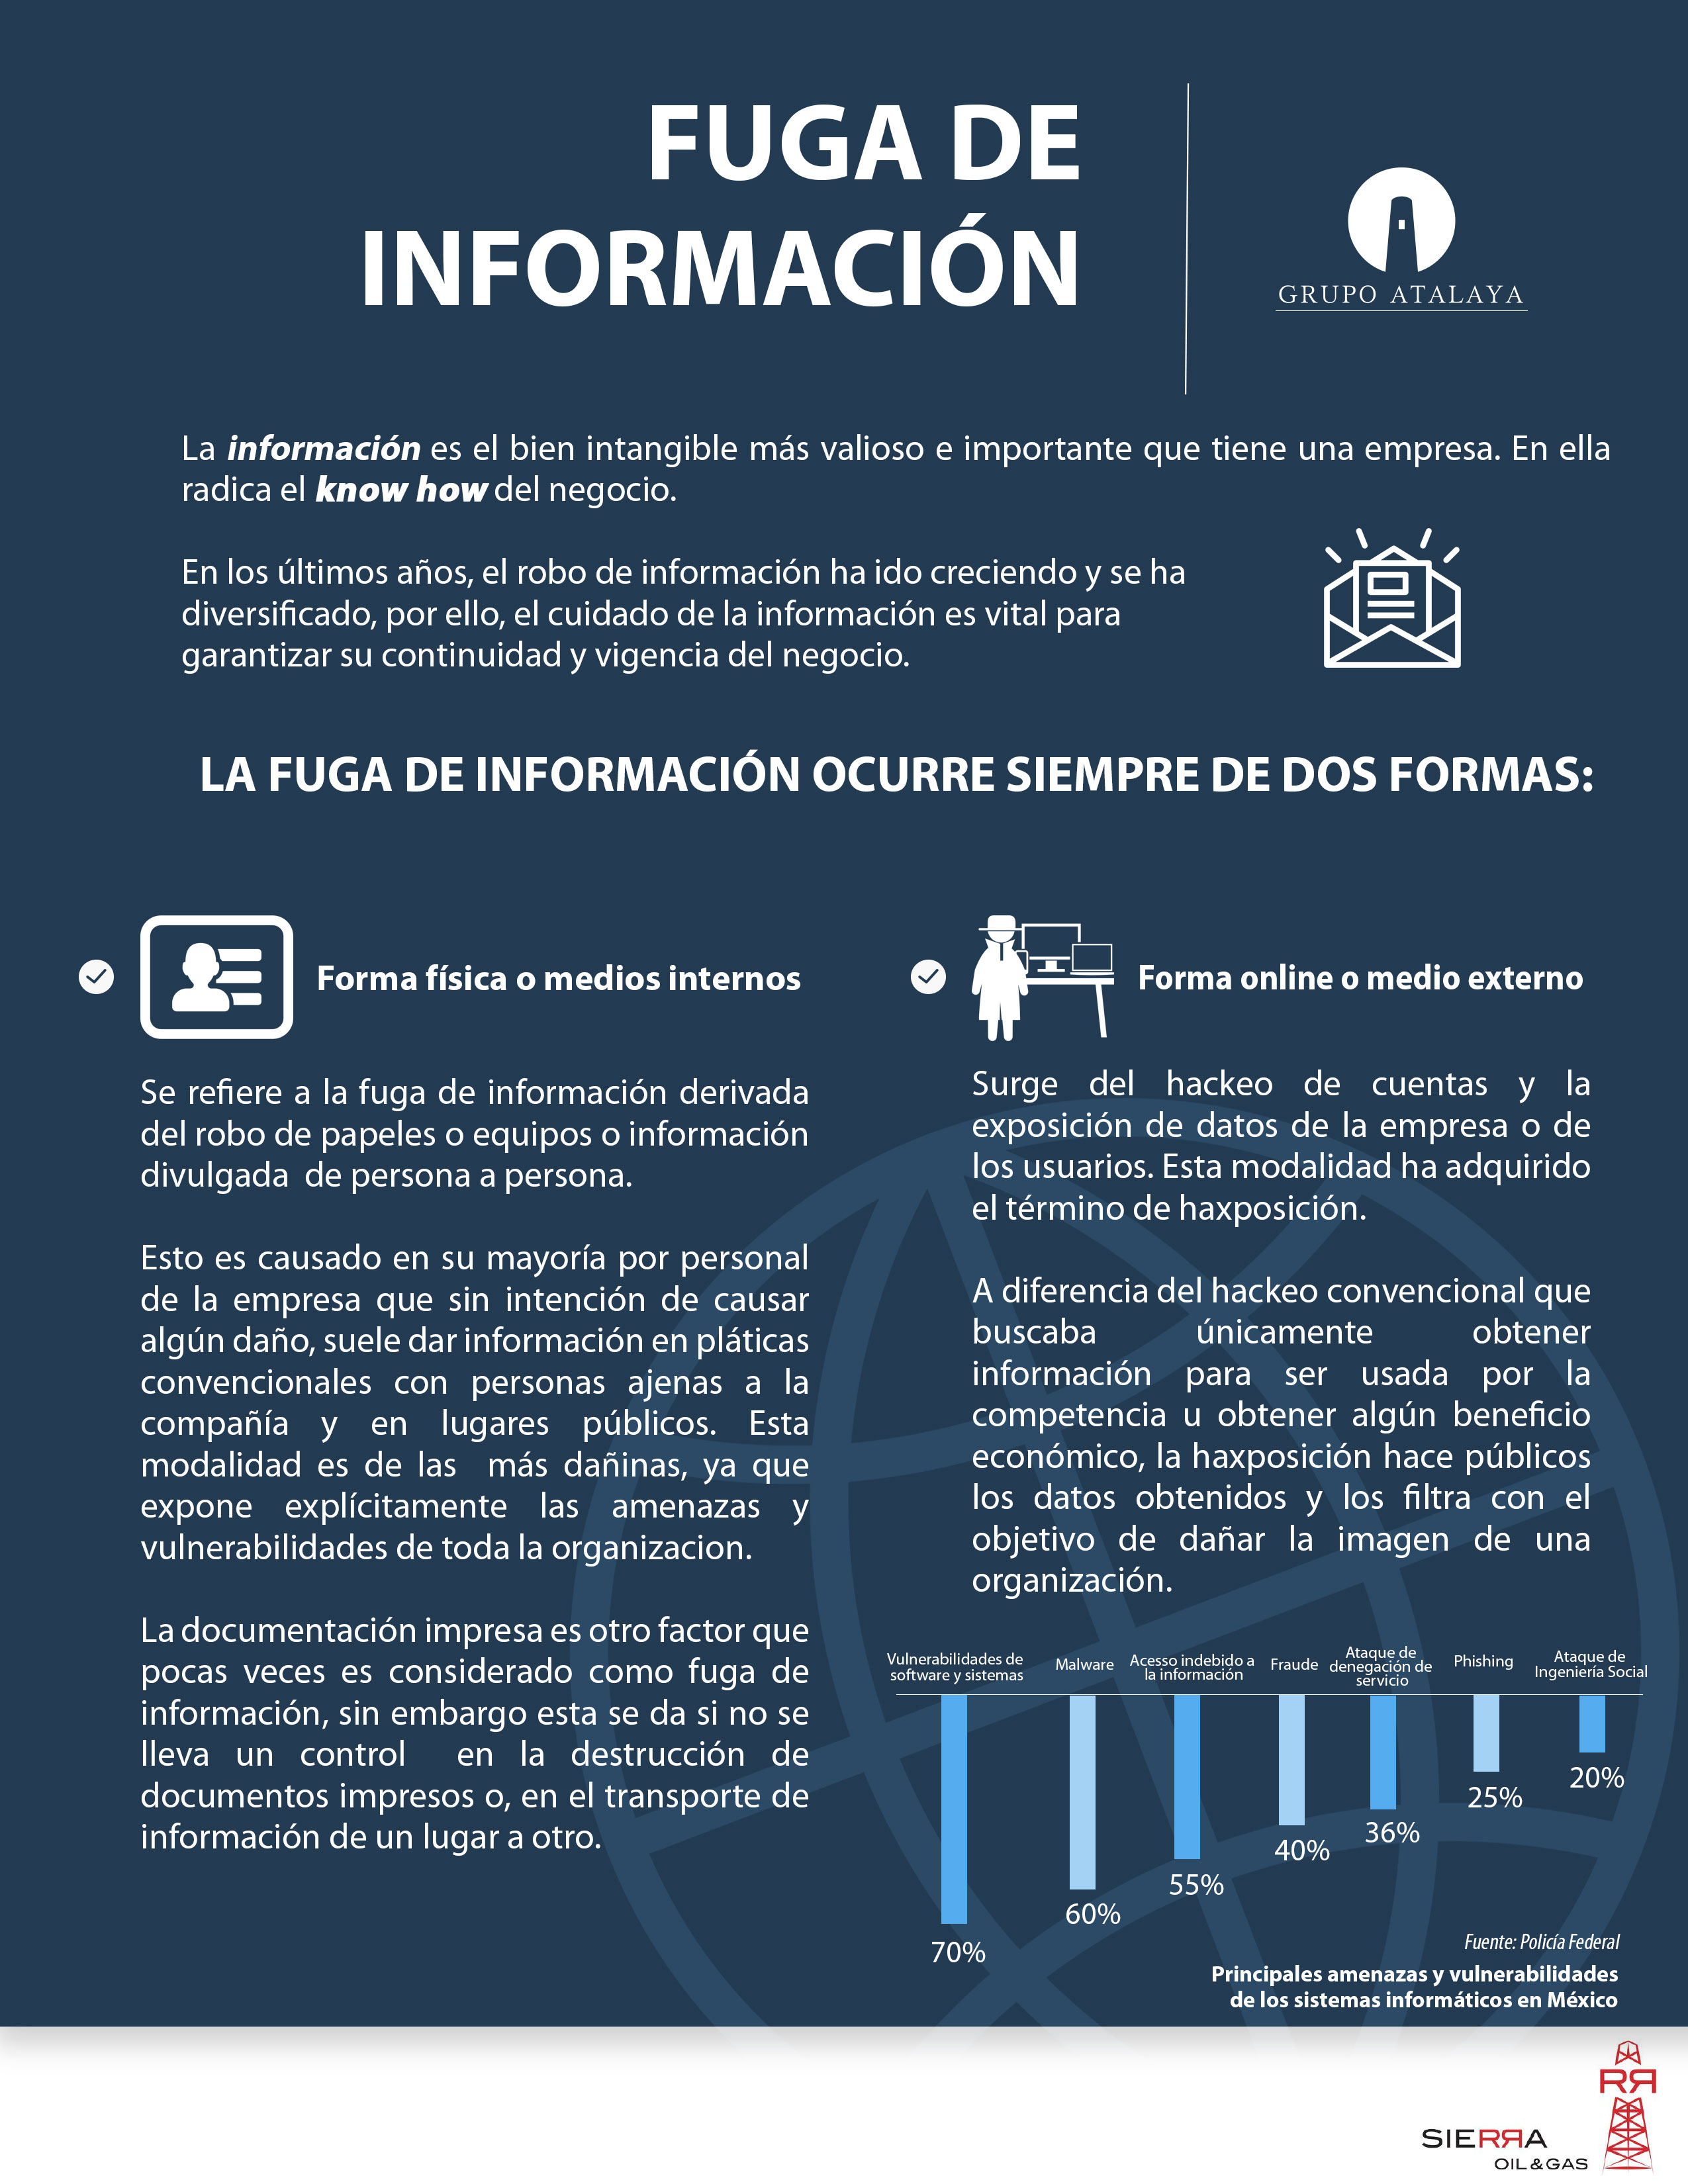 FUGA DE
INFORMACIÓN
GRUPO ATALAYA
La información es el bien intangible más valioso e importante que tiene una empresa. En ella
radica el know how del negocio.
En los últimos años, el robo de información ha ido creciendo y se ha
diversificado, por ello, el cuidado de la información es vital para
garantizar su continuidad y vigencia del negocio.
LA FUGA DE INFORMACIÓN OCURRE SIEMPRE DE DOS FORMAS:
Forma física o medios internos
Se refiere a la fuga de información derivada
del robo de papeles o equipos o información
divulgada de persona a persona.
Esto es causado en su mayoría por personal
de la empresa que sin intención de causar
algún daño, suele dar información en pláticas
convencionales con personas ajenas a la
compañía y en lugares públicos. Esta
modalidad es de las más dañinas, ya que
expone explícitamente las amenazas y
vulnerabilidades de toda la organizacion.
La documentación impresa es otro factor que
pocas veces es considerado como fuga de
información, sin embargo esta se da si no se
lleva un control en la destrucción de
documentos impresos o, en el transporte de
información de un lugar a otro.
Forma online o medio externo
Surge del hackeo de cuentas y la
exposición de datos de la empresa o de
los usuarios. Esta modalidad ha adquirido
el término de haxposición.
A diferencia del hackeo convencional que
buscaba únicamente obtener
información para ser usada por la
competencia u obtener algún beneficio
económico, la haxposición hace públicos
los datos obtenidos y los filtra con el
objetivo de dañar la imagen de una
organización.
Vulnerabilidades de
software y sistemas
Malware
Acesso indebido a
la información
Fraude
Ataque de
denegación de
servicio
Phishing
Ataque de
Ingeniería Social
70%
60%
55%
40%
36%
25%
20%
Fuente: Policía Federal
Principales amenazas y vulnerabilidades
de los sistemas informáticos en México
SIERRA
OIL & GAS